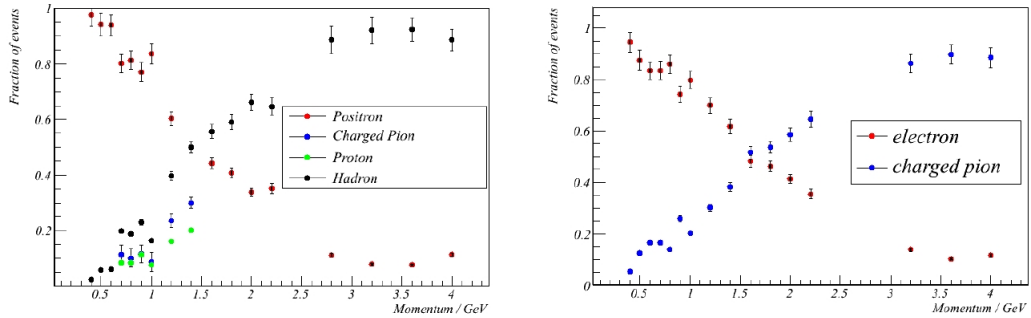 Fraction of events
1
0.8
0.6
0.4
0.2
Positron
Charged Pion
Proton
Hadron
0.5 1 1.5 2 2.5 3 3.5 4
Momentum / GeV
Fraction of events
1
0.8
0.6
0.4
0.2
0
electron
charged pion
0.5 1 1.5 2 2.5 3 3.5 4
Momentum / GeV